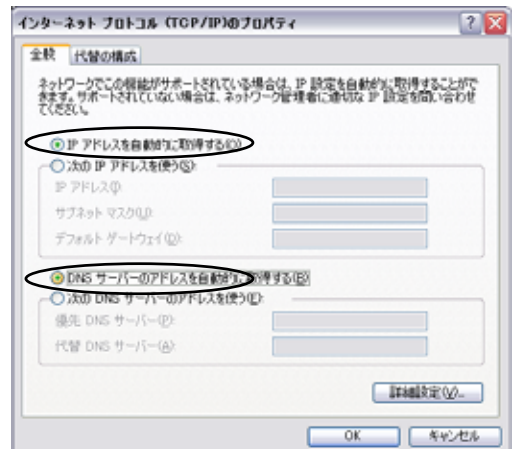 インターネット プロトコル (TCP/IP)のプロパティ
全般 代替の構成
ネットワークでこの機能がサポートされている場合は、IP 設定を自動的に取得することがで
きます。サポートされていない場合は、ネットワーク管理者に適切な IP 設定を問い合わせ
てください。
IP アドレスを自動的に取得する(O)
次の IP アドレスを使う(S):
IP アドレス(I):
サブネット マスク(U):
デフォルト ゲートウェイ(D):
DNS サーバーのアドレスを自動的に取得する(B)
次の DNS サーバーのアドレスを使う(E):
優先 DNS サーバー(P):
代替 DNS サーバー(A):
詳細設定(V)...
OK キャンセル